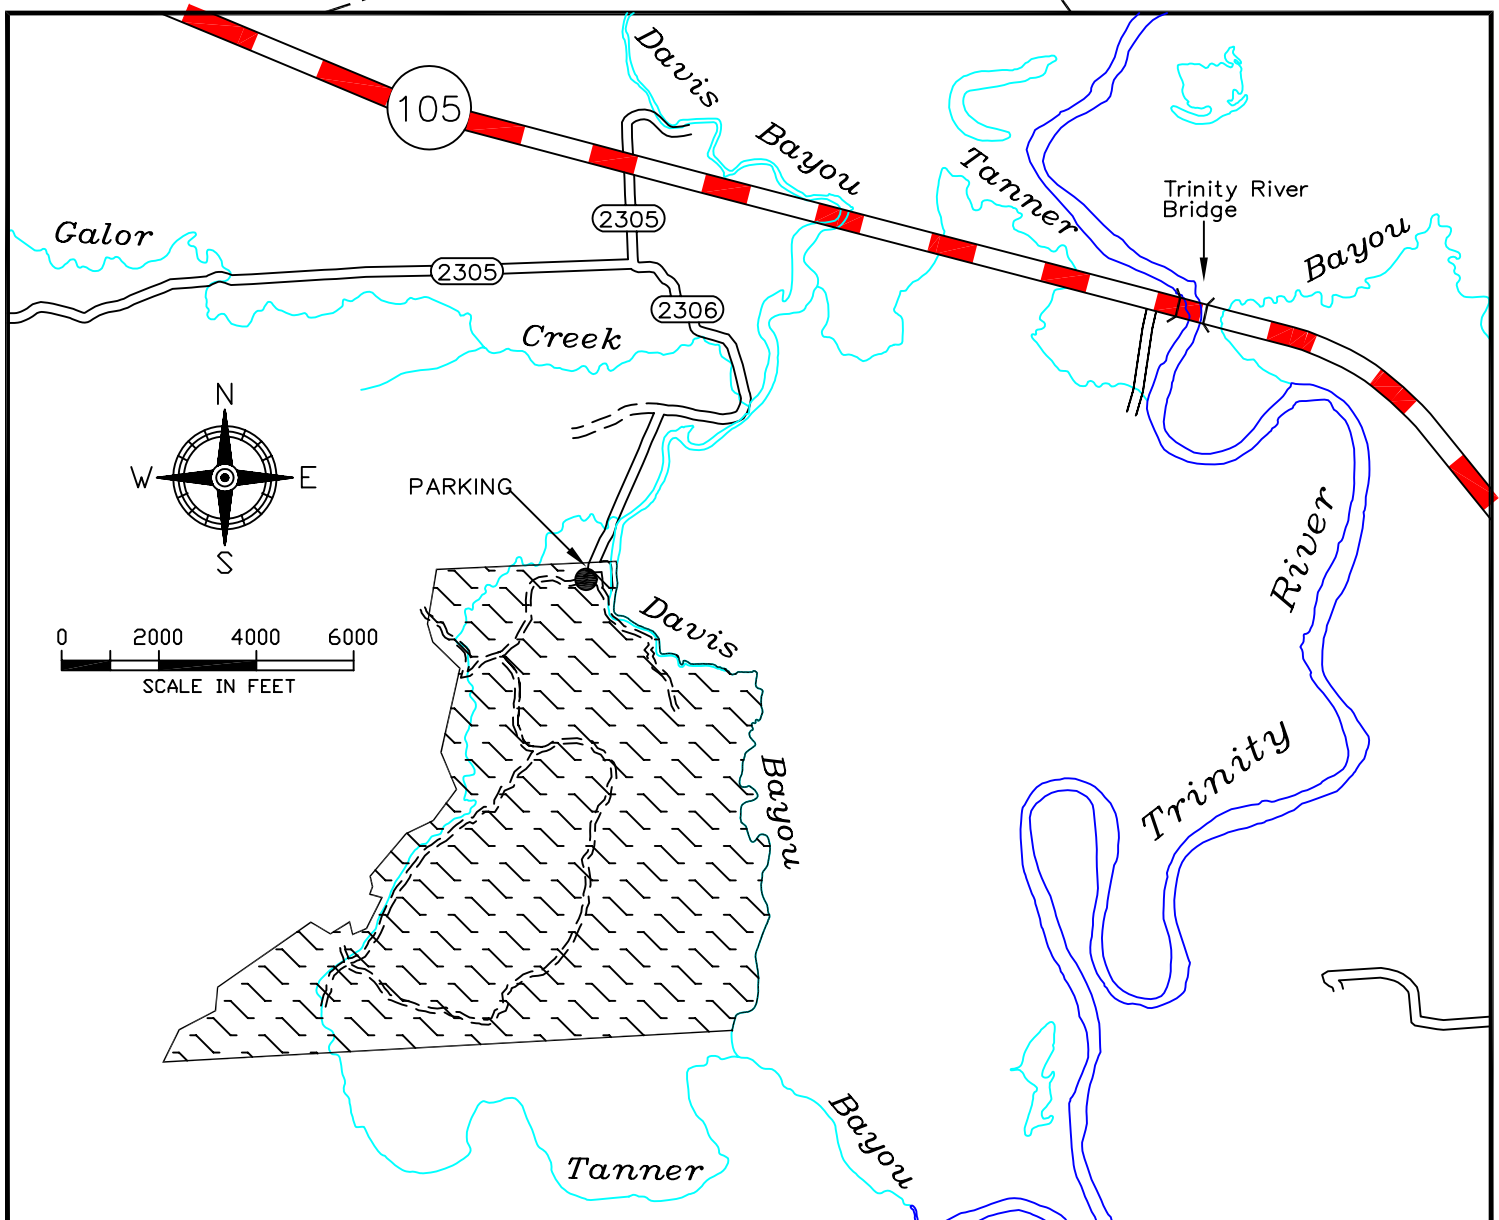 Davis
105
Bayou
Tanner
Trinity River
Bridge
2305
Galor
Bayou
2305
2306
Creek
N
W
E
S
PARKING
River
Davis
0 2000 4000 6000
SCALE IN FEET
Trinity
Bayou
Bayou
Tanner